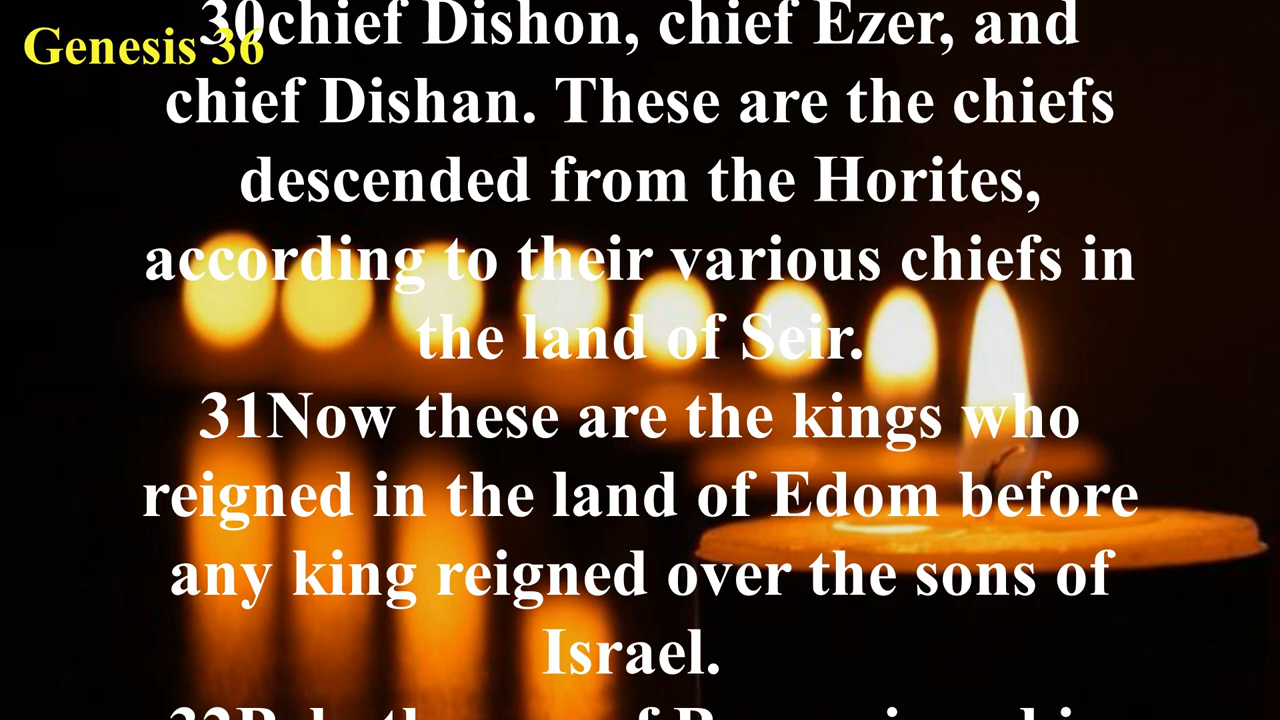 Genesis 36
30chief Dishon, chief Ezer, and
chief Dishan. These are the chiefs
descended from the Horites,
according to their various chiefs in
the land of Seir.
31Now these are the kings who
reigned in the land of Edom before
any king reigned over the sons of
Israel.